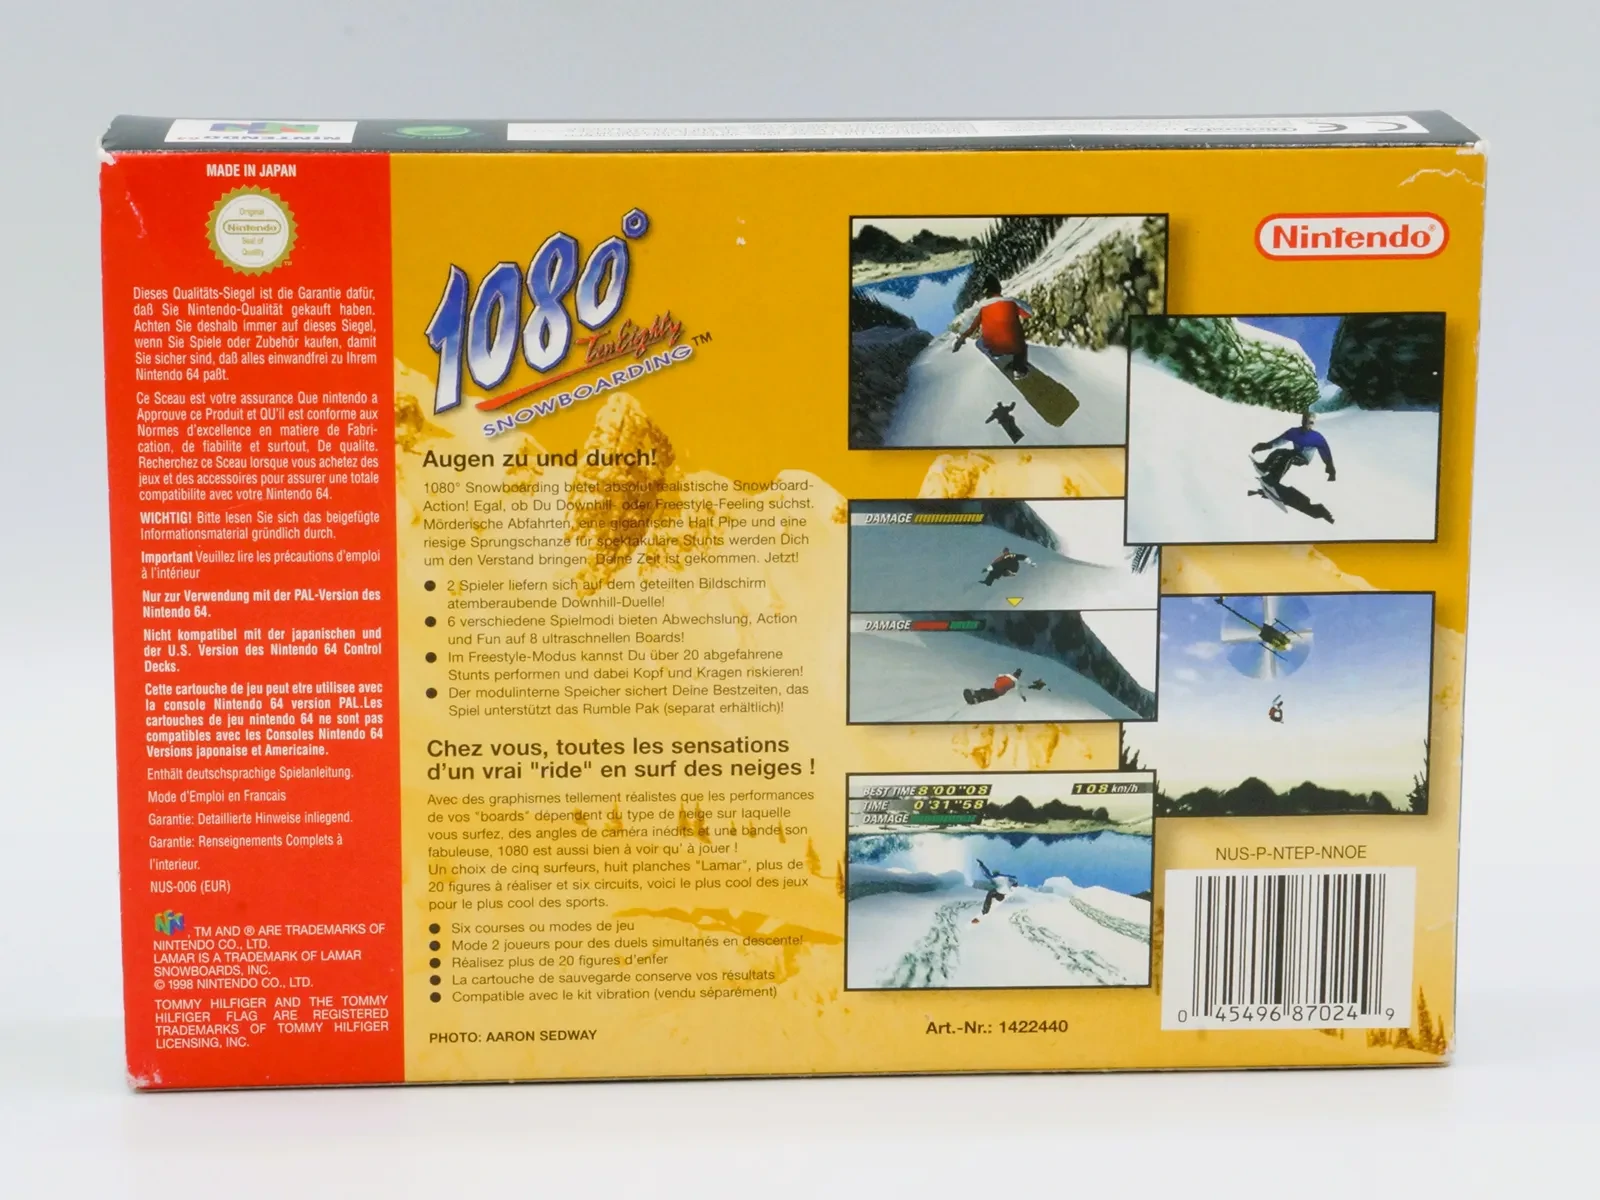 NINTENDO 64
Nintendo
CE
MADE IN JAPAN
Original
Nintendo
Seal of
Quality
TM
Dieses Qualitäts-Siegel ist die Garantie dafür,
daß Sie Nintendo-Qualität gekauft haben.
Achten Sie deshalb immer auf dieses Siegel,
wenn Sie Spiele oder Zubehör kaufen, damit
Sie sicher sind, daß alles einwandfrei zu Ihrem
Nintendo 64 paßt.
Ce Sceau est votre assurance Que nintendo a
Approuve ce Produit et QU'il est conforme aux
Normes d'excellence en matiere de Fabri-
cation, de fiabilite et surtout, De qualite.
Recherchez ce Sceau lorsque vous achetez des
jeux et des accessoires pour assurer une totale
compatibilite avec votre Nintendo 64.
WICHTIG! Bitte lesen Sie sich das beigefügte
Informationsmaterial gründlich durch.
Important Veuillez lire les précautions d'emploi
à l'intérieur
Nur zur Verwendung mit der PAL-Version des
Nintendo 64.
Nicht kompatibel mit der japanischen und
der U.S. Version des Nintendo 64 Control
Decks.
Cette cartouche de jeu peut etre utilisee avec
la console Nintendo 64 version PAL.Les
cartouches de jeu nintendo 64 ne sont pas
compatibles avec les Consoles Nintendo 64
Versions japonaise et Americaine.
Enthält deutschsprachige Spielanleitung.
Mode d'Emploi en Francais
Garantie: Detaillierte Hinweise inliegend.
Garantie: Renseignements Complets à
l'interieur.
NUS-006 (EUR)
, TM AND ® ARE TRADEMARKS OF
NINTENDO CO., LTD.
LAMAR IS A TRADEMARK OF LAMAR
SNOWBOARDS, INC.
© 1998 NINTENDO CO., LTD.
TOMMY HILFIGER AND THE TOMMY
HILFIGER FLAG ARE REGISTERED
TRADEMARKS OF TOMMY HILFIGER
LICENSING, INC.
1080°
TenEighty
SNOWBOARDING™
Augen zu und durch!
1080° Snowboarding bietet absolut realistische Snowboard-
Action! Egal, ob Du Downhill- oder Freestyle-Feeling suchst.
Mörderische Abfahrten, eine gigantische Half Pipe und eine
riesige Sprungschanze für spektakuläre Stunts werden Dich
um den Verstand bringen. Deine Zeit ist gekommen. Jetzt!
● 2 Spieler liefern sich auf dem geteilten Bildschirm
atemberaubende Downhill-Duelle!
● 6 verschiedene Spielmodi bieten Abwechslung, Action
und Fun auf 8 ultraschnellen Boards!
● Im Freestyle-Modus kannst Du über 20 abgefahrene
Stunts performen und dabei Kopf und Kragen riskieren!
● Der modulinterne Speicher sichert Deine Bestzeiten, das
Spiel unterstützt das Rumble Pak (separat erhältlich)!
Chez vous, toutes les sensations
d'un vrai "ride" en surf des neiges !
Avec des graphismes tellement réalistes que les performances
de vos "boards" dépendent du type de neige sur laquelle
vous surfez, des angles de caméra inédits et une bande son
fabuleuse, 1080 est aussi bien à voir qu' à jouer !
Un choix de cinq surfeurs, huit planches "Lamar", plus de
20 figures à réaliser et six circuits, voici le plus cool des jeux
pour le plus cool des sports.
● Six courses ou modes de jeu
● Mode 2 joueurs pour des duels simultanés en descente!
● Réalisez plus de 20 figures d'enfer
● La cartouche de sauvegarde conserve vos résultats
● Compatible avec le kit vibration (vendu séparément)
PHOTO: AARON SEDWAY
Nintendo®
DAMAGE
DAMAGE
BEST TIME 8'00"08
TIME 0'31"58
DAMAGE
108 km/h
NUS-P-NTEP-NNOE
0 45496 87024 9
Art.-Nr.: 1422440